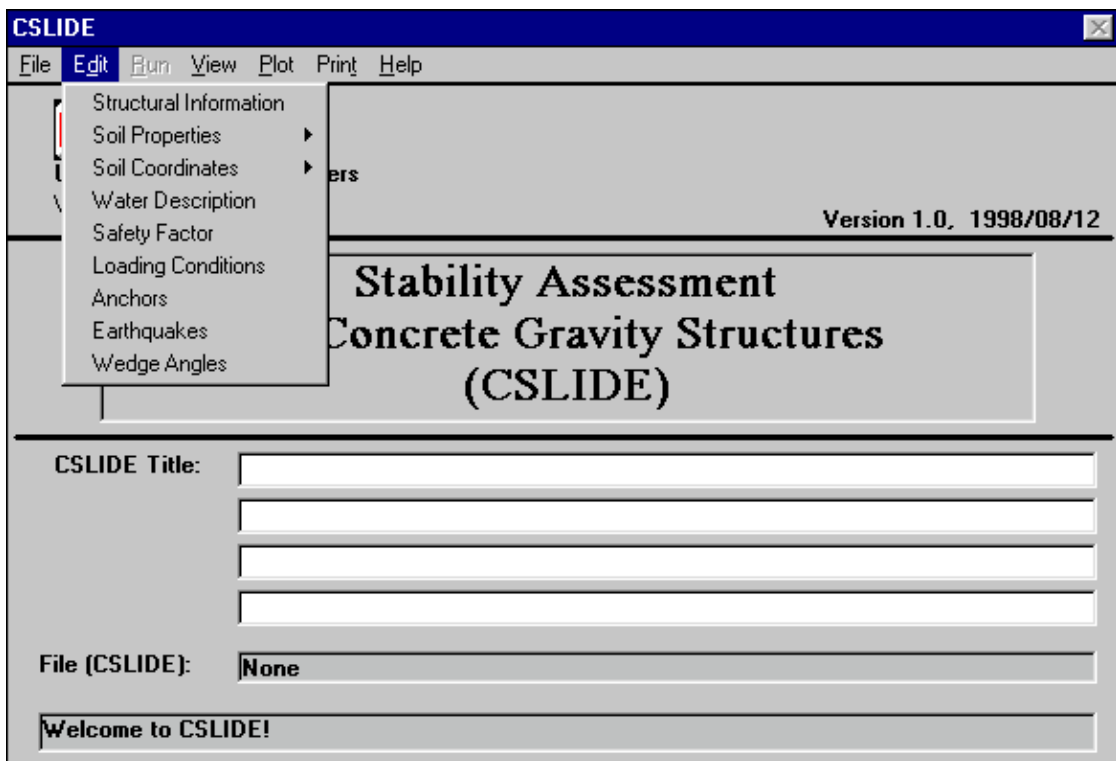 CSLIDE
File Edit Run View Plot Print Help
Structural Information
Soil Properties
Soil Coordinates
Water Description
Safety Factor
Loading Conditions
Anchors
Earthquakes
Wedge Angles
ers
Version 1.0, 1998/08/12
Stability Assessment
Concrete Gravity Structures
(CSLIDE)
CSLIDE Title:
File (CSLIDE): None
Welcome to CSLIDE!